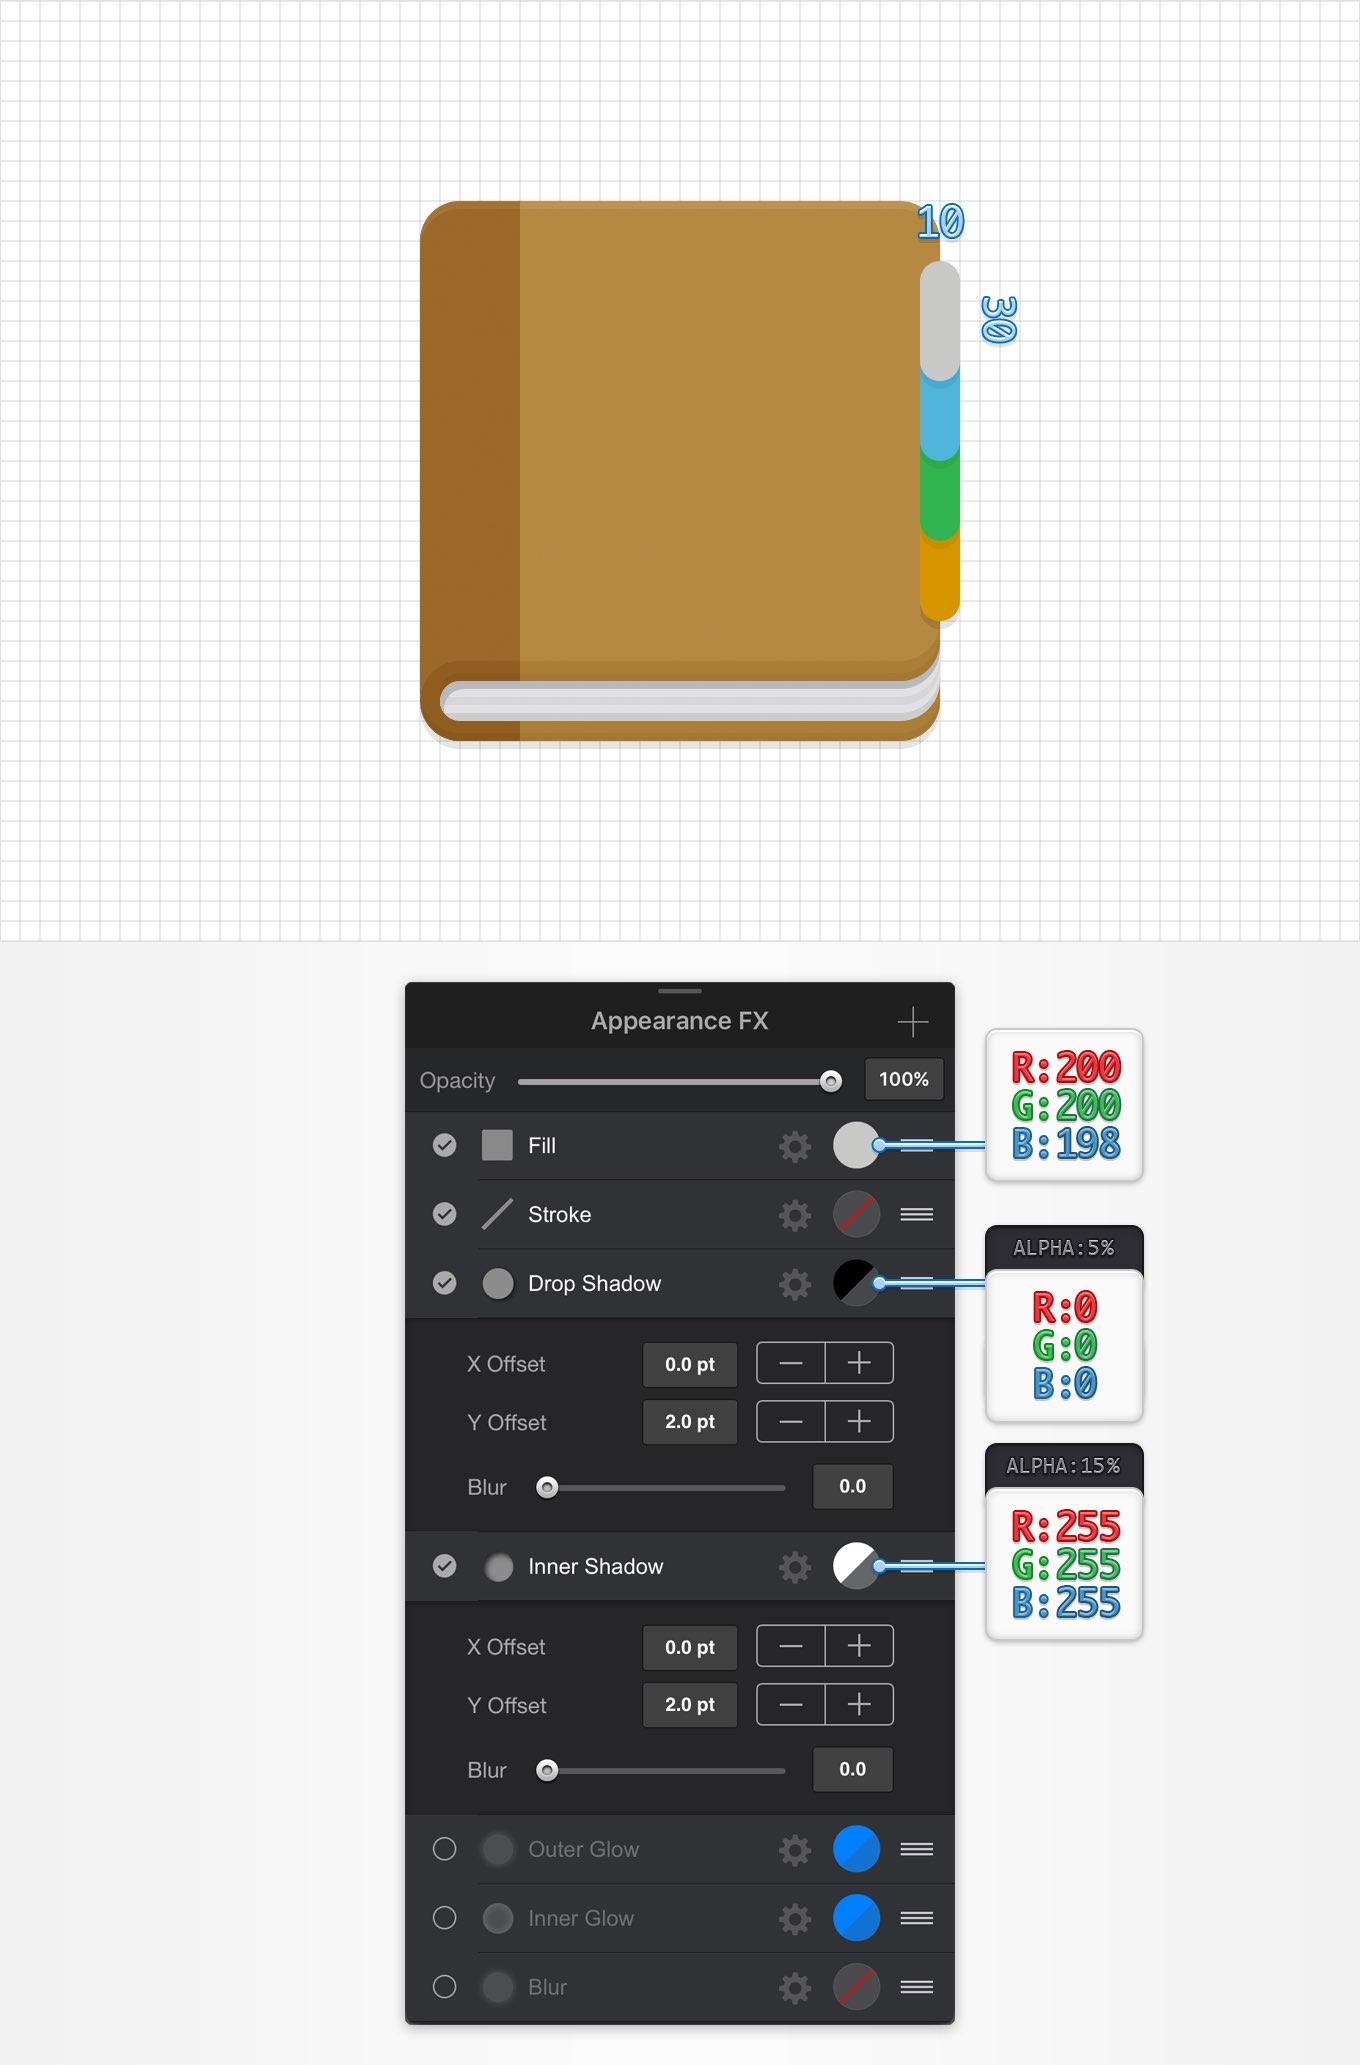 10
30
Appearance FX
Opacity 100%
Fill
R:200
G:200
B:198
Stroke
Drop Shadow
ALPHA:5%
R:0
G:0
B:0
X Offset 0.0 pt
Y Offset 2.0 pt
Blur 0.0
Inner Shadow
ALPHA:15%
R:255
G:255
B:255
X Offset 0.0 pt
Y Offset 2.0 pt
Blur 0.0
Outer Glow
Inner Glow
Blur